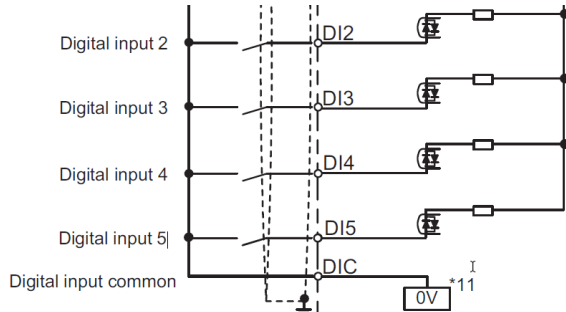 Digital input 2
DI2
Digital input 3
DI3
Digital input 4
DI4
Digital input 5
DI5
Digital input common
DIC
0V
*11